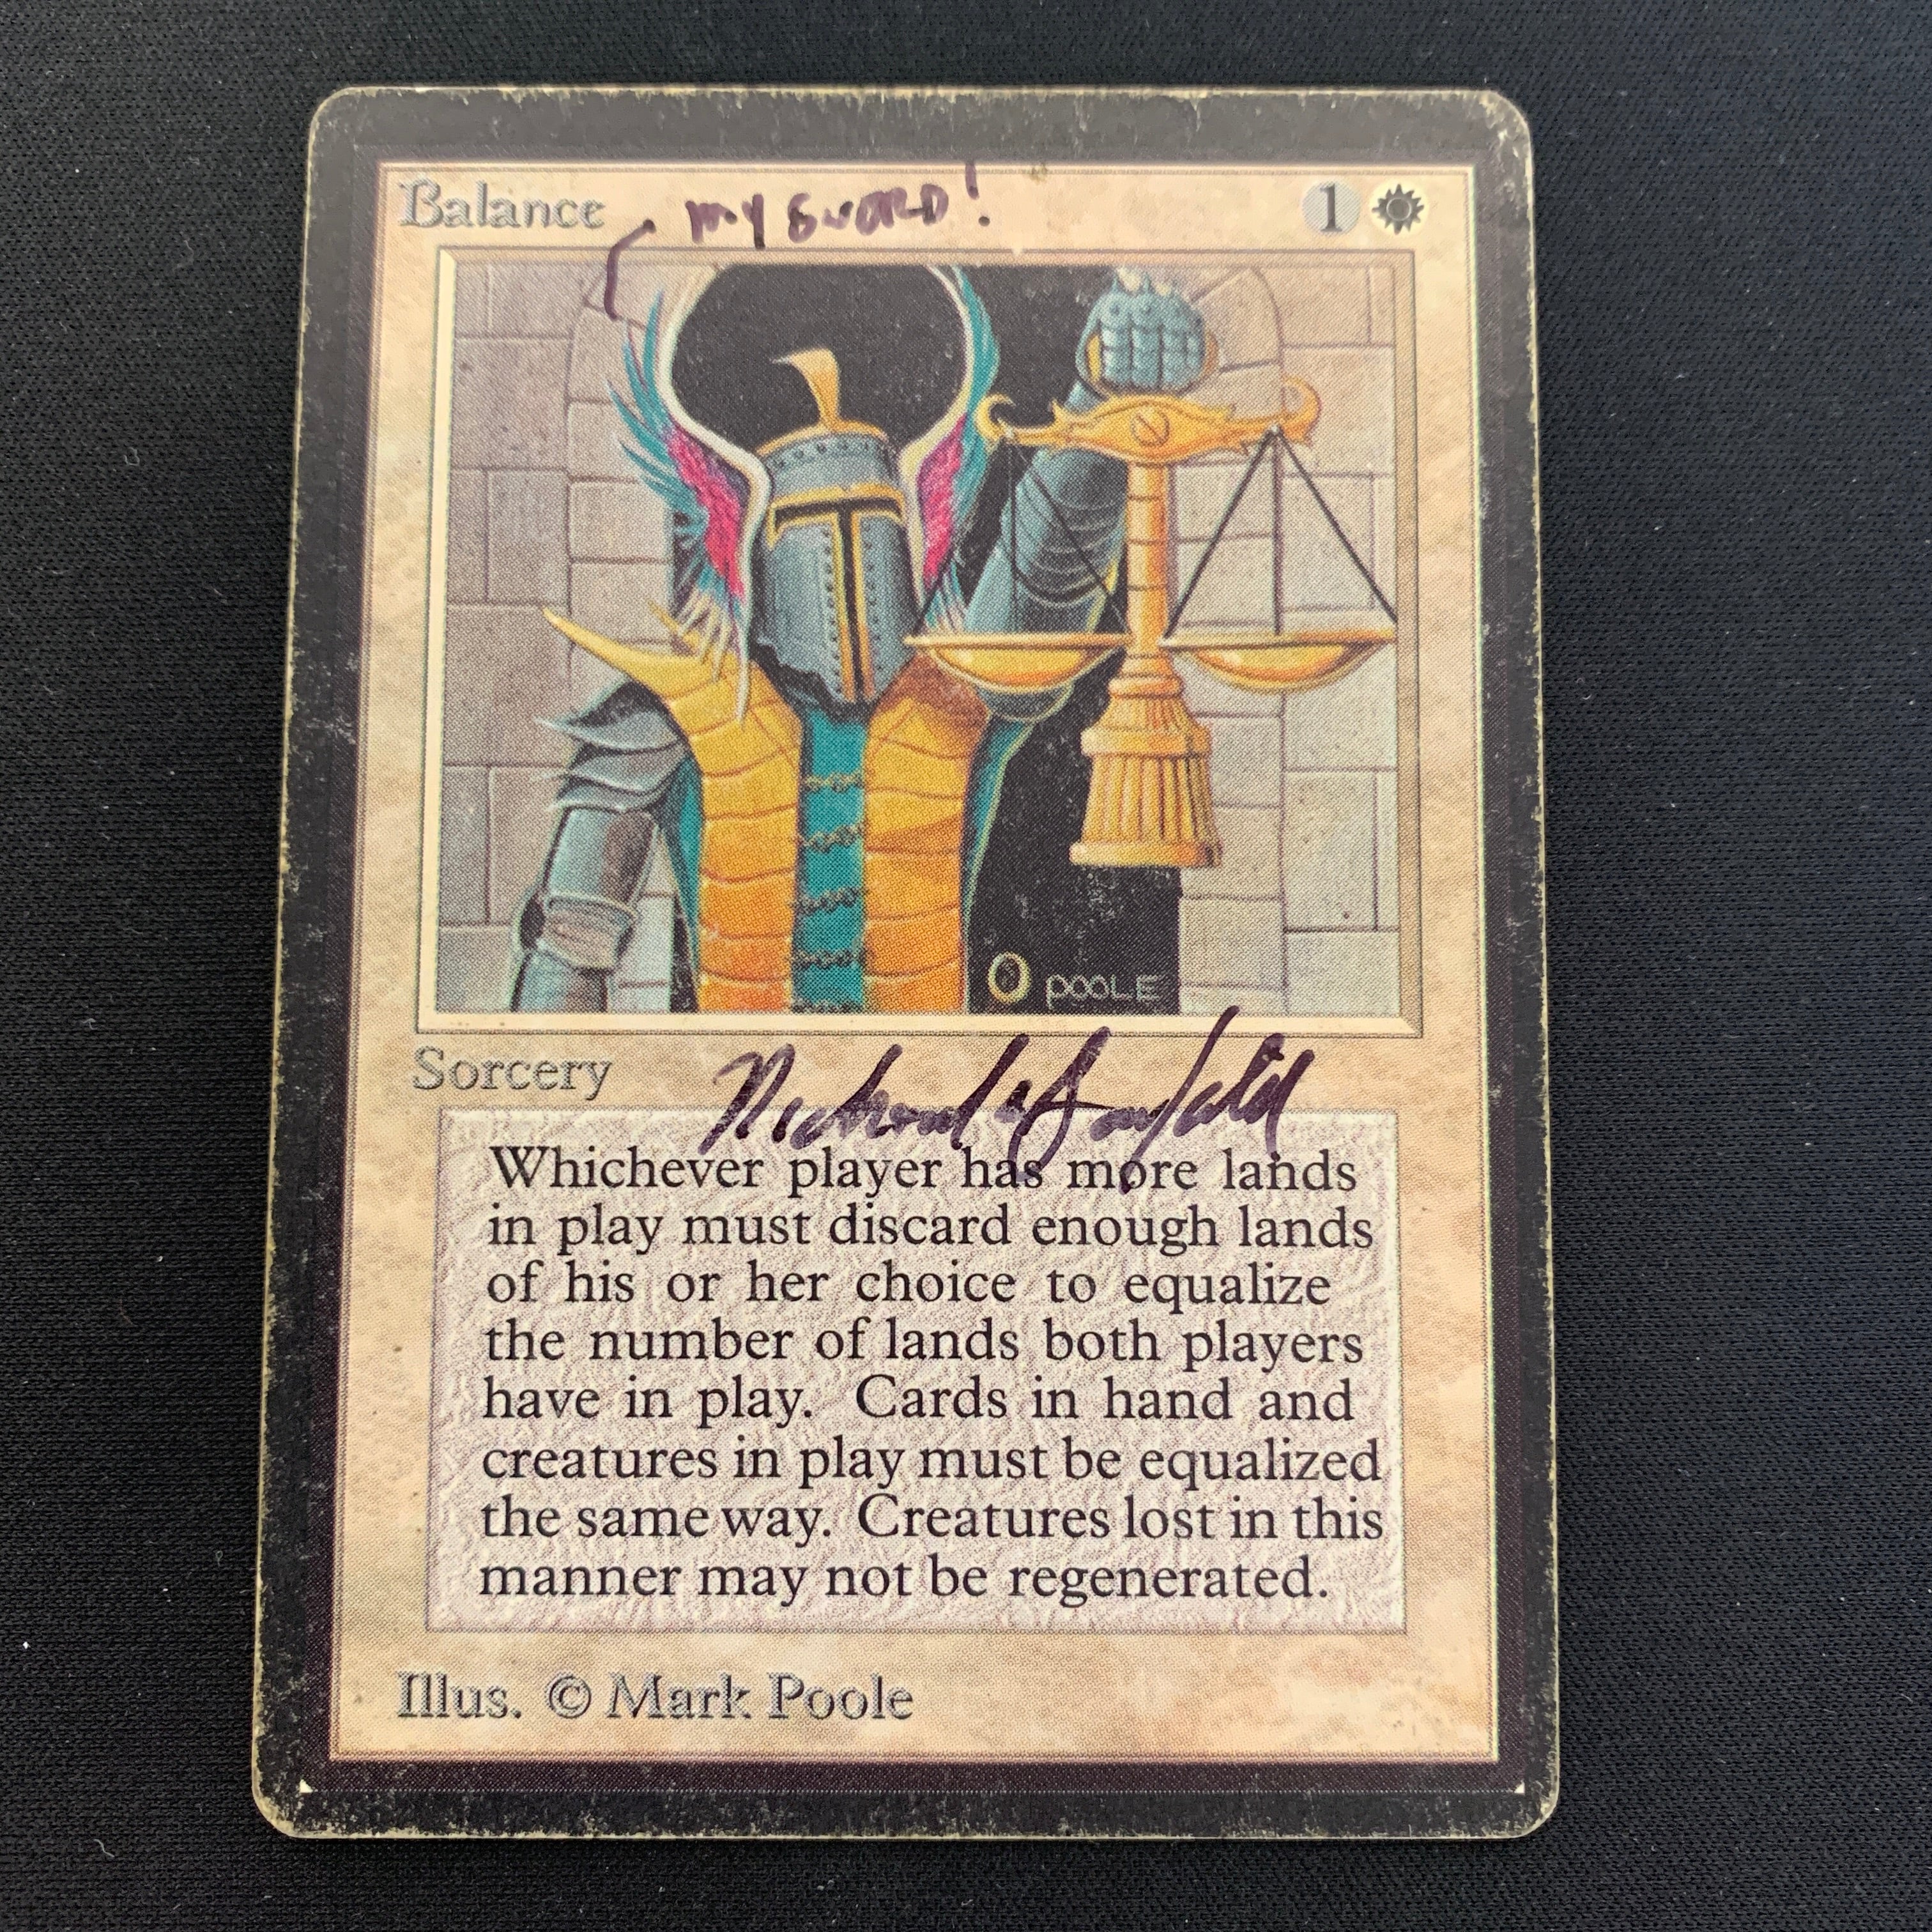 Balance
my sword!
1
POOLE
Sorcery
Richard Garfield
Whichever player has more lands
in play must discard enough lands
of his or her choice to equalize
the number of lands both players
have in play. Cards in hand and
creatures in play must be equalized
the same way. Creatures lost in this
manner may not be regenerated.
Illus. © Mark Poole